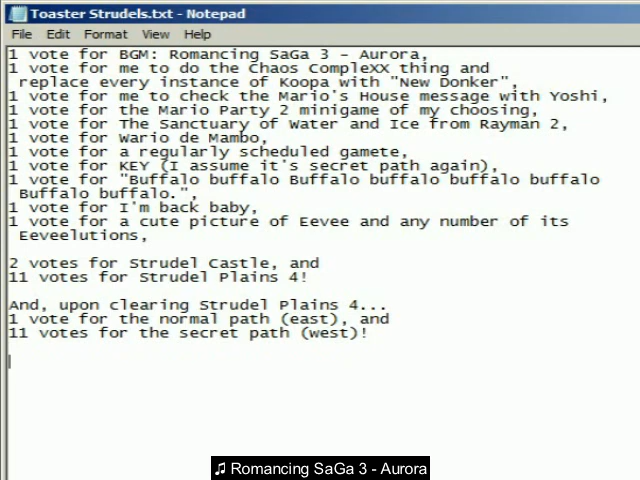 Toaster Strudels.txt - Notepad
File Edit Format View Help
1 vote for BGM: Romancing SaGa 3 - Aurora,
1 vote for me to do the Chaos CompleXX thing and
replace every instance of Koopa with "New Donker",
1 vote for me to check the Mario's House message with Yoshi,
1 vote for the Mario Party 2 minigame of my choosing,
1 vote for The Sanctuary of Water and Ice from Rayman 2,
1 vote for Wario de Mambo,
1 vote for a regularly scheduled gamete,
1 vote for KEY (I assume it's secret path again),
1 vote for "Buffalo buffalo Buffalo buffalo buffalo buffalo
Buffalo buffalo.",
1 vote for I'm back baby,
1 vote for a cute picture of Eevee and any number of its
Eeveelutions,
2 votes for Strudel Castle, and
11 votes for Strudel Plains 4!
And, upon clearing Strudel Plains 4...
1 vote for the normal path (east), and
11 votes for the secret path (west)!
♫ Romancing SaGa 3 - Aurora